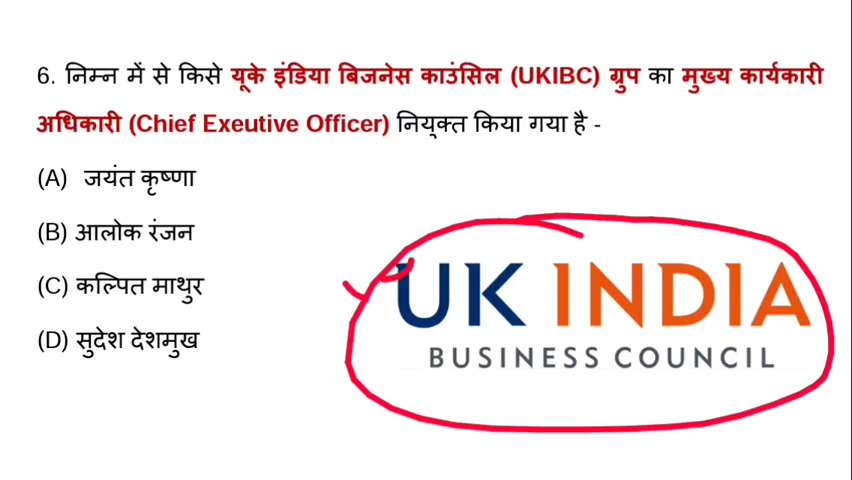 6. निम्न में से किसे यूके इंडिया बिजनेस काउंसिल (UKIBC) ग्रुप का मुख्य कार्यकारी
अधिकारी (Chief Exeutive Officer) नियुक्त किया गया है -
(A) जयंत कृष्णा
(B) आलोक रंजन
(C) कल्पित माथुर
(D) सुदेश देशमुख
UK INDIA
BUSINESS COUNCIL